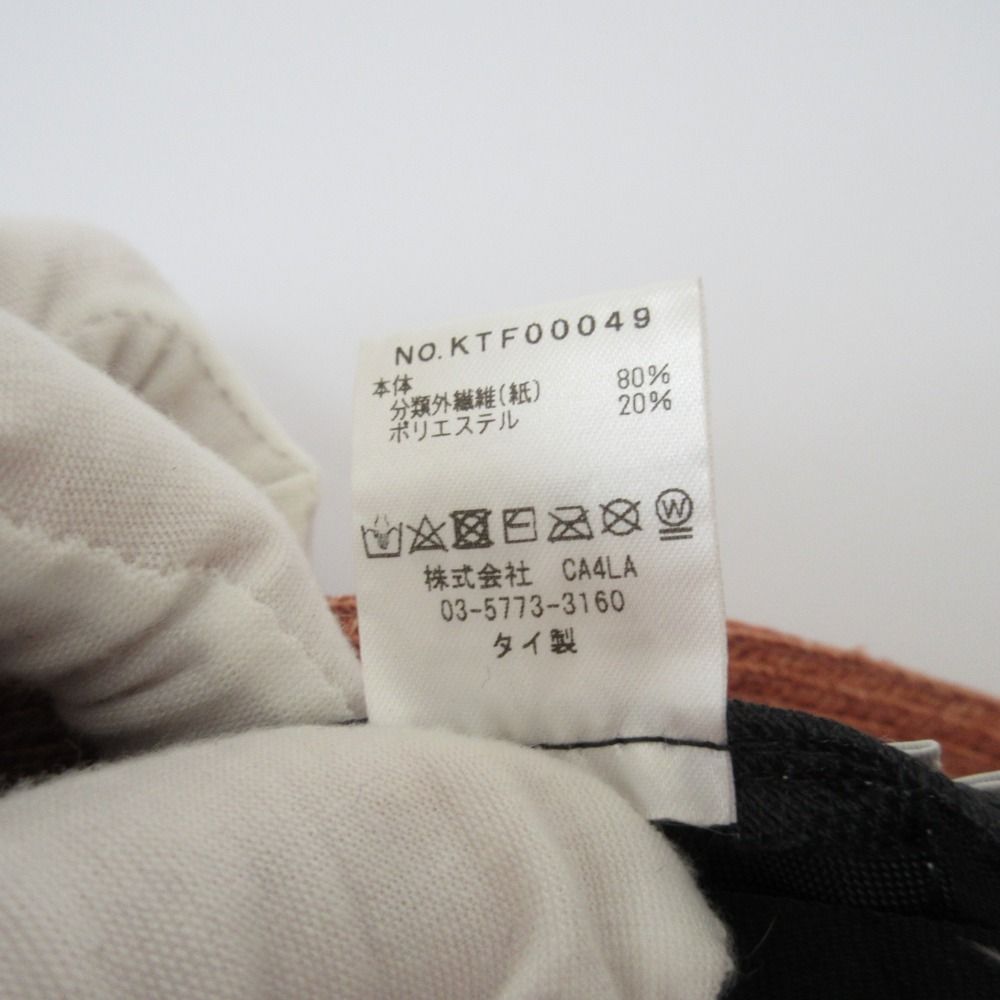 NO.KTF00049
本体
分類外繊維(紙) 80%
ポリエステル 20%
W
株式会社 CA4LA
03-5773-3160
タイ製